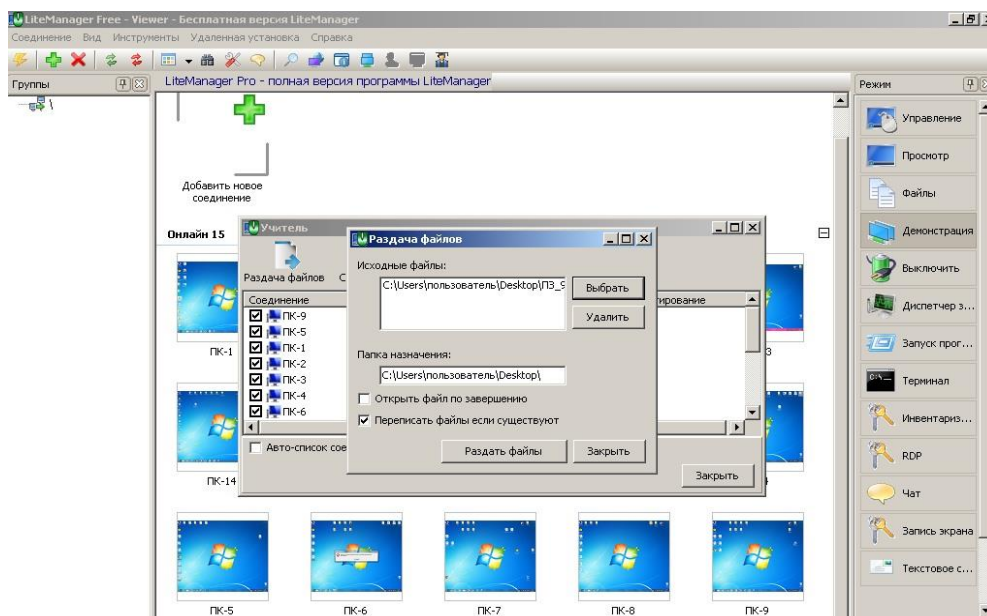 LiteManager Free - Viewer - Бесплатная версия LiteManager
Соединение Вид Инструменты Удаленная установка Справка
Группы
LiteManager Pro - полная версия программы LiteManager
Режим
\
Добавить новое
соединение
Онлайн 15
Учитель
Раздача файлов
Соединение
ПК-9
ПК-5
ПК-1
ПК-2
ПК-3
ПК-4
ПК-6
Авто-список сое
Закрыть
Раздача файлов
Исходные файлы:
C:\Users\пользователь\Desktop\ПЗ_9
Выбрать
Удалить
Папка назначения:
C:\Users\пользователь\Desktop\
Открыть файл по завершению
Переписать файлы если существуют
Раздать файлы
Закрыть
ПК-1
ПК-14
ПК-5
ПК-6
ПК-7
ПК-8
ПК-9
Управление
Просмотр
Файлы
Демонстрация
Выключить
Диспетчер з...
Запуск прог...
Терминал
Инвентариз...
RDP
Чат
Запись экрана
Текстовое с...